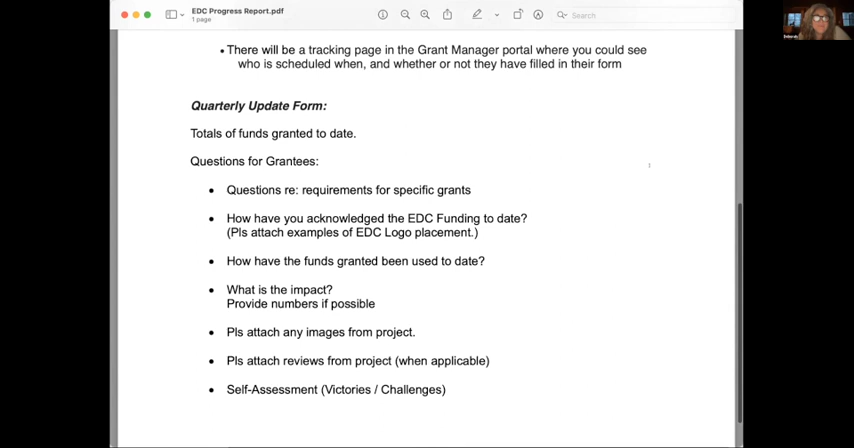 EDC Progress Report.pdf
1 page
Search
• There will be a tracking page in the Grant Manager portal where you could see
who is scheduled when, and whether or not they have filled in their form
Quarterly Update Form:
Totals of funds granted to date.
Questions for Grantees:
• Questions re: requirements for specific grants
• How have you acknowledged the EDC Funding to date?
(Pls attach examples of EDC Logo placement.)
• How have the funds granted been used to date?
• What is the impact?
Provide numbers if possible
• Pls attach any images from project.
• Pls attach reviews from project (when applicable)
• Self-Assessment (Victories / Challenges)
Deborah